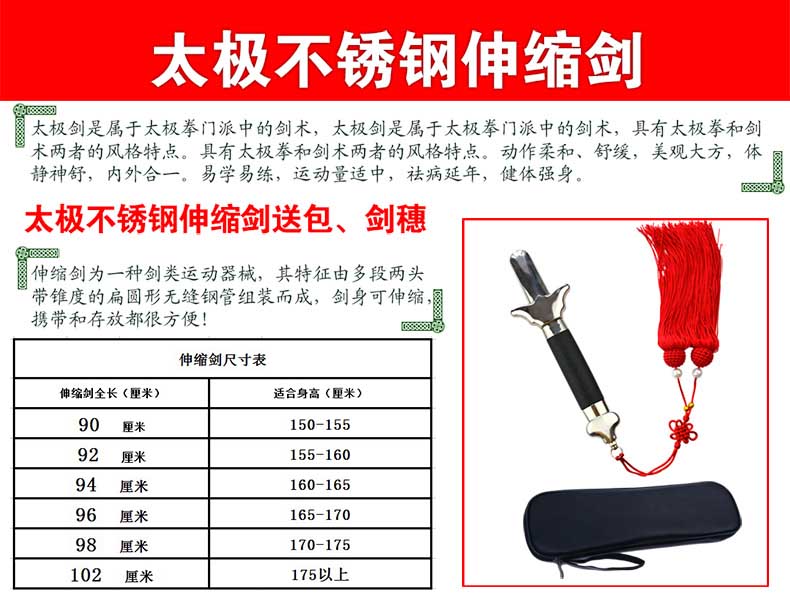 太极不锈钢伸缩剑
太极剑是属于太极拳门派中的剑术，太极剑是属于太极拳门派中的剑术，具有太极拳和剑
术两者的风格特点。具有太极拳和剑术两者的风格特点。动作柔和、舒缓，美观大方，体
静神舒，内外合一。易学易练，运动量适中，祛病延年，健体强身。
太极不锈钢伸缩剑送包、剑穗
伸缩剑为一种剑类运动器械，其特征由多段两头
带锥度的扁圆形无缝钢管组装而成，剑身可伸缩，
携带和存放都很方便！
伸缩剑尺寸表
伸缩剑全长（厘米） 适合身高（厘米）
90 厘米 150-155
92 厘米 155-160
94 厘米 160-165
96 厘米 165-170
98 厘米 170-175
102 厘米 175以上